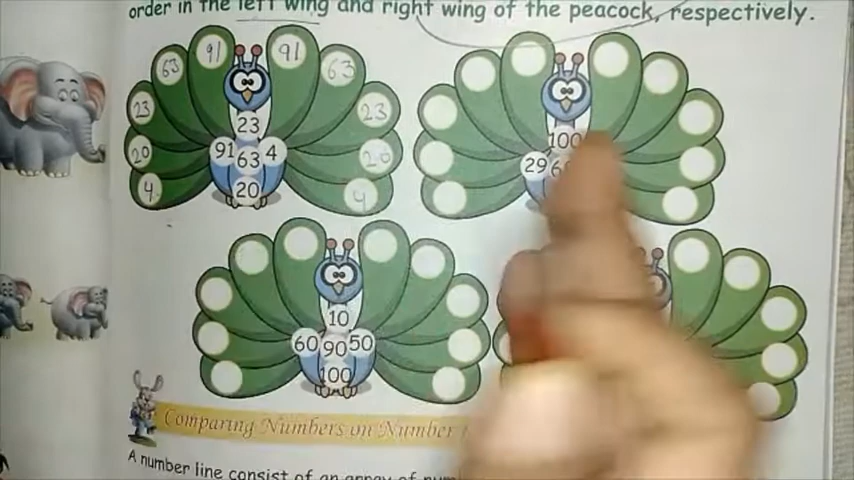 order in the left wing and right wing of the peacock, respectively.
63 91 91 63
23 23 23
91 63 4
20 20 20
4 4
100
29
10
60 90 50
100
Comparing Numbers on Number
A number line consist of an array of